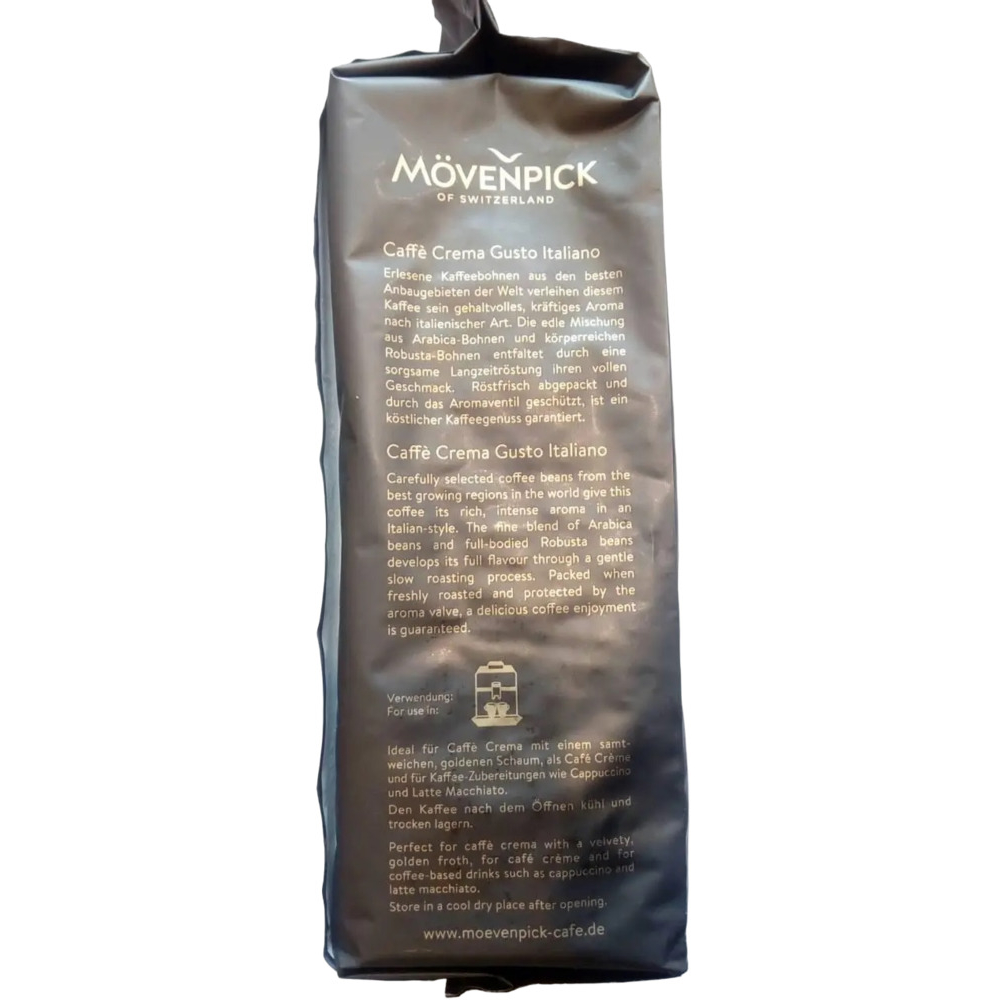 MÖVENPICK
OF SWITZERLAND
Caffè Crema Gusto Italiano
Erlesene Kaffeebohnen aus den besten
Anbaugebieten der Welt verleihen diesem
Kaffee sein gehaltvolles, kräftiges Aroma
nach italienischer Art. Die edle Mischung
aus Arabica-Bohnen und körperreichen
Robusta-Bohnen entfaltet durch eine
sorgsame Langzeitröstung ihren vollen
Geschmack. Röstfrisch abgepackt und
durch das Aromaventil geschützt, ist ein
köstlicher Kaffeegenuss garantiert.
Caffè Crema Gusto Italiano
Carefully selected coffee beans from the
best growing regions in the world give this
coffee its rich, intense aroma in an
Italian-style. The fine blend of Arabica
beans and full-bodied Robusta beans
develops its full flavour through a gentle
slow roasting process. Packed when
freshly roasted and protected by the
aroma valve, a delicious coffee enjoyment
is guaranteed.
Verwendung:
For use in:
Ideal für Caffè Crema mit einem samt-
weichen, goldenen Schaum, als Café Crème
und für Kaffee-Zubereitungen wie Cappuccino
und Latte Macchiato.
Den Kaffee nach dem Öffnen kühl und
trocken lagern.
Perfect for caffè crema with a velvety,
golden froth, for café crème and for
coffee-based drinks such as cappuccino and
latte macchiato.
Store in a cool dry place after opening.
www.moevenpick-cafe.de